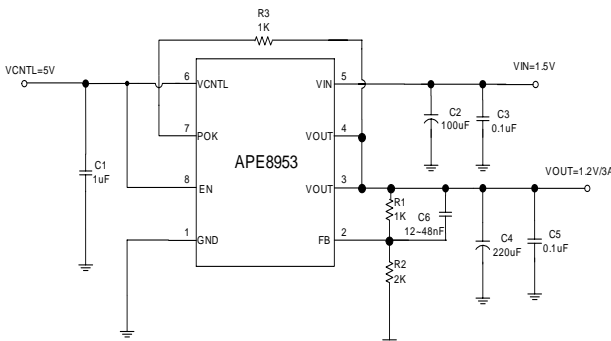 R3
1K
VCNTL=5V
6
VCNTL
VIN
5
VIN=1.5V
C2
100uF
C3
0.1uF
7
POK
VOUT
4
APE8953
C1
1uF
VOUT=1.2V/3A
8
EN
VOUT
3
R1
1K
C6
12~48nF
C4
220uF
C5
0.1uF
1
GND
FB
2
R2
2K